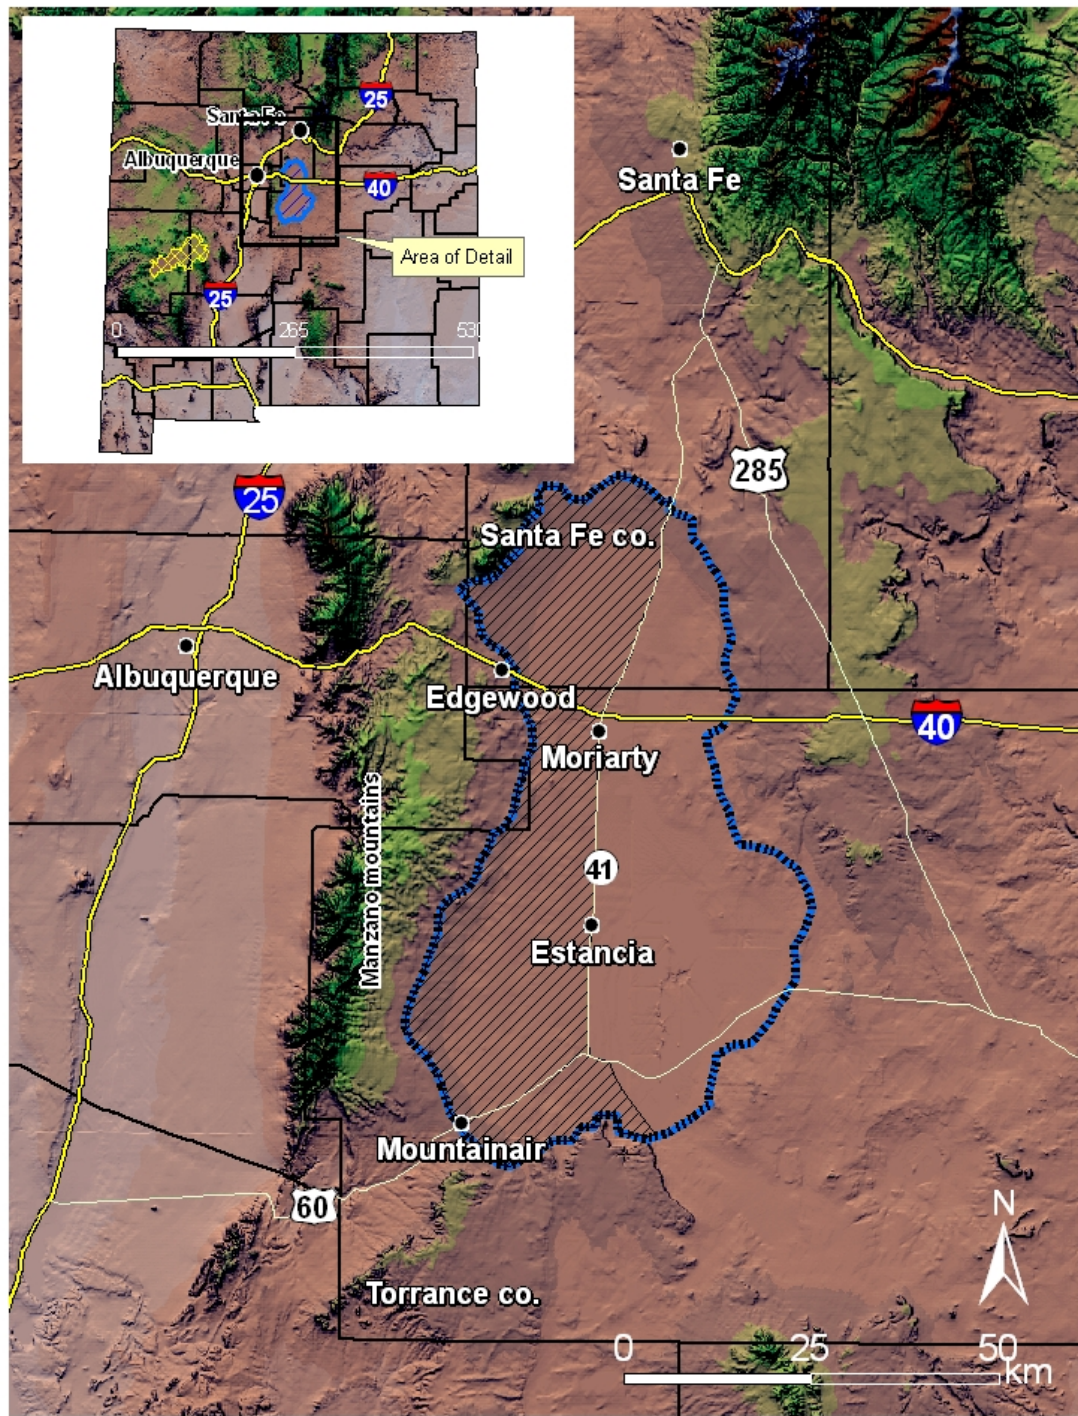 Santa Fe
25
Albuquerque
40
Area of Detail
25
0 265 530
Santa Fe
285
25
Santa Fe co.
Albuquerque
Edgewood
40
Moriarty
Manzano mountains
41
Estancia
Mountainair
60
N
Torrance co.
0 25 50
km